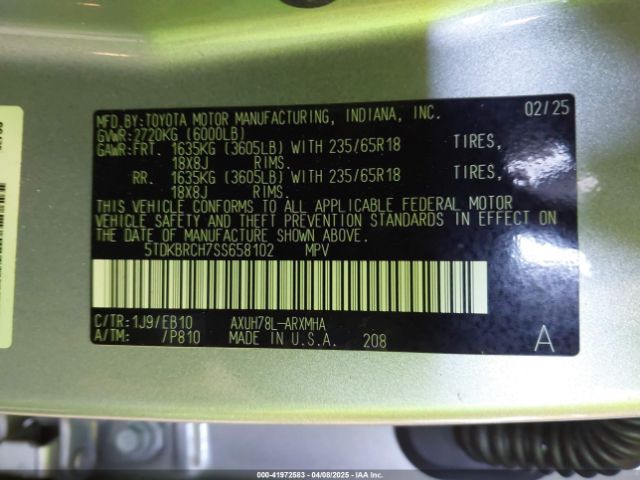 MFD.BY:TOYOTA MOTOR MANUFACTURING, INDIANA, INC. 02/25
GVWR:2720KG (6000LB)
GAWR:FRT. 1635KG (3605LB) WITH 235/65R18 TIRES,
18X8J RIMS.
RR. 1635KG (3605LB) WITH 235/65R18 TIRES,
18X8J RIMS.
THIS VEHICLE CONFORMS TO ALL APPLICABLE FEDERAL MOTOR
VEHICLE SAFETY AND THEFT PREVENTION STANDARDS IN EFFECT ON
THE DATE OF MANUFACTURE SHOWN ABOVE.
5TDKBRCH7SS658102 MPV
C/TR:1J9/EB10 AXUH78L-ARXMHA
A/TM: /P810 MADE IN U.S.A. 208 A
000-41972583 - 04/08/2025 - IAA Inc.